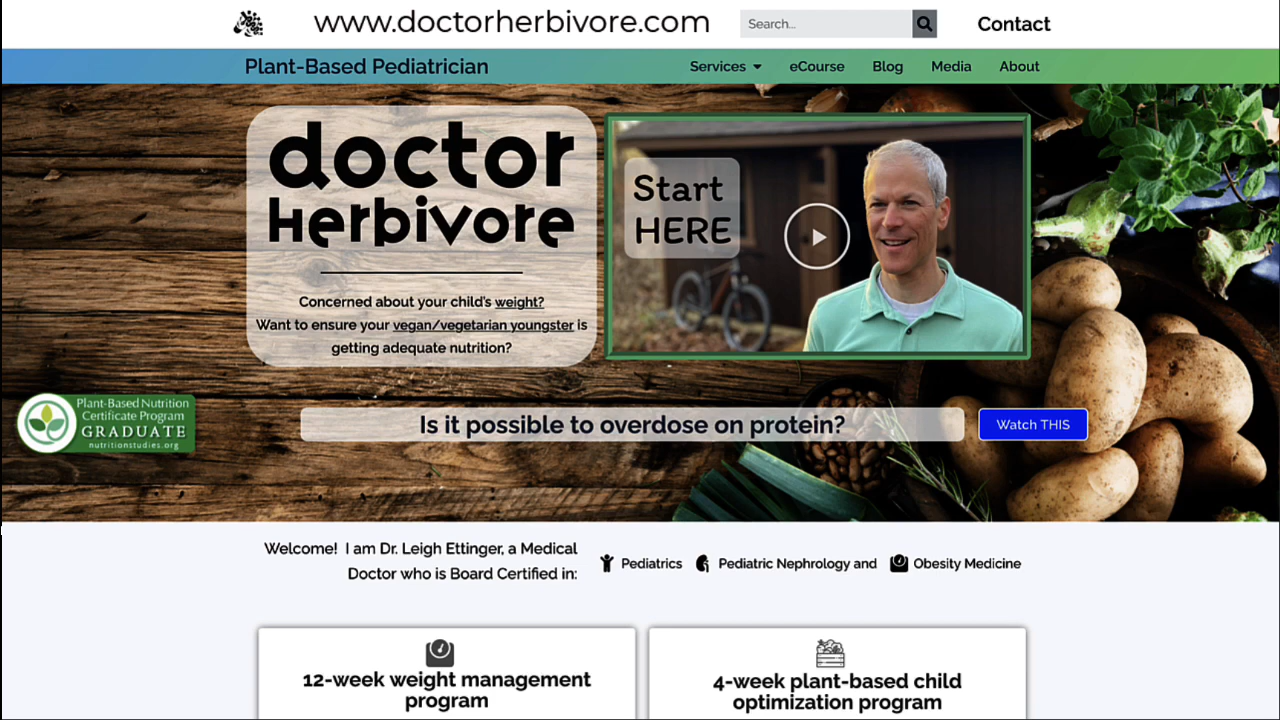 www.doctorherbivore.com
Search...
Contact
Plant-Based Pediatrician
Services
eCourse
Blog
Media
About
doctor
herbivore
Concerned about your child's weight?
Want to ensure your vegan/vegetarian youngster is
getting adequate nutrition?
Start
HERE
Plant-Based Nutrition
Certificate Program
GRADUATE
nutritionstudies.org
Is it possible to overdose on protein?
Watch THIS
Welcome! I am Dr. Leigh Ettinger, a Medical
Doctor who is Board Certified in:
Pediatrics
Pediatric Nephrology and
Obesity Medicine
12-week weight management
program
4-week plant-based child
optimization program